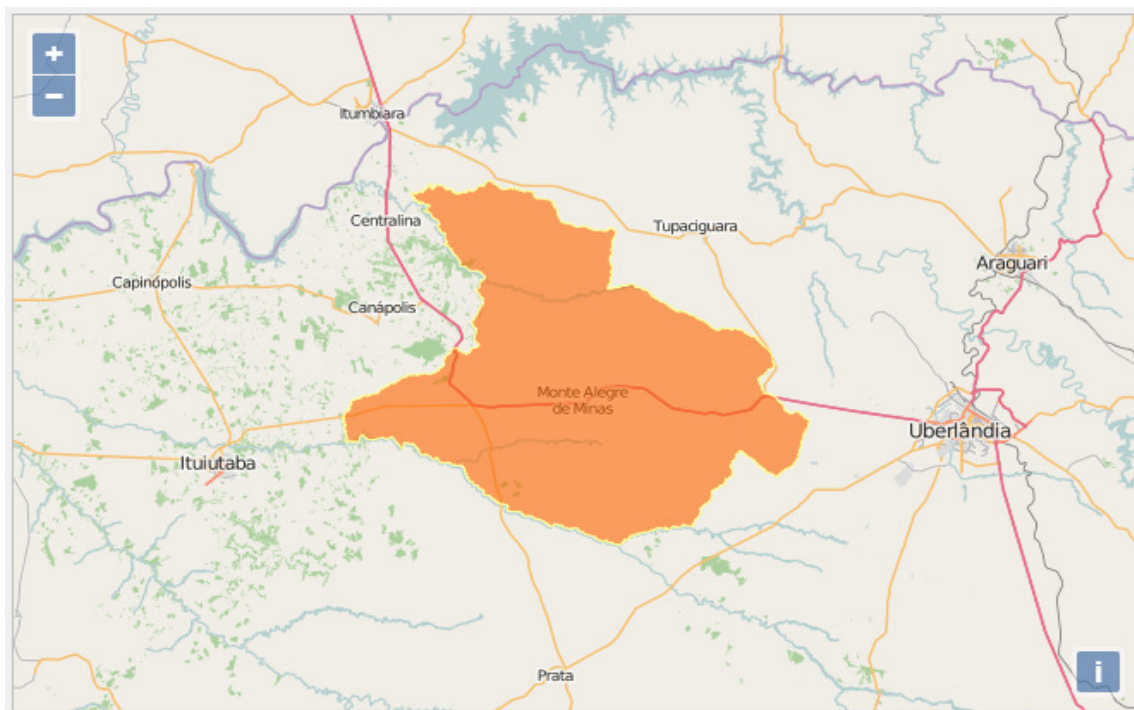 +
−
Itumbiara
Centralina
Tupaciguara
Araguari
Capinópolis
Canápolis
Monte Alegre
de Minas
Uberlândia
Ituiutaba
Prata
i